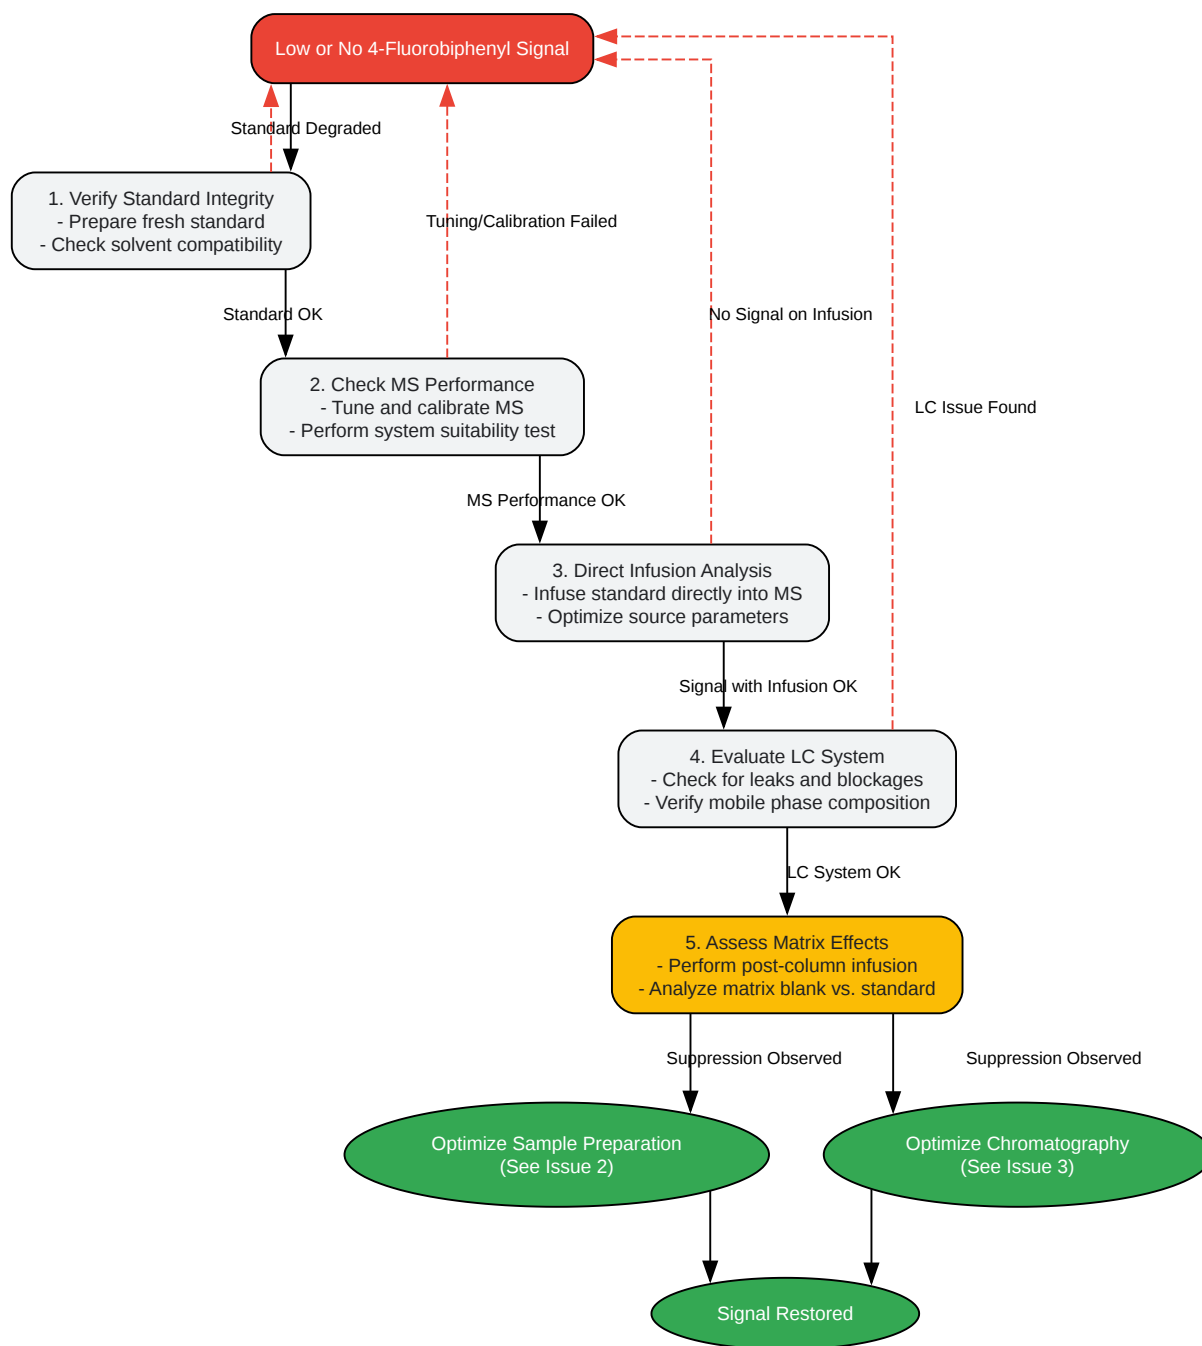 Low or No 4-Fluorobiphenyl Signal
Standard Degraded
1. Verify Standard Integrity
- Prepare fresh standard
- Check solvent compatibility
Tuning/Calibration Failed
Standard OK
No Signal on Infusion
2. Check MS Performance
- Tune and calibrate MS
- Perform system suitability test
LC Issue Found
MS Performance OK
3. Direct Infusion Analysis
- Infuse standard directly into MS
- Optimize source parameters
Signal with Infusion OK
4. Evaluate LC System
- Check for leaks and blockages
- Verify mobile phase composition
LC System OK
5. Assess Matrix Effects
- Perform post-column infusion
- Analyze matrix blank vs. standard
Suppression Observed
Suppression Observed
Optimize Sample Preparation
(See Issue 2)
Optimize Chromatography
(See Issue 3)
Signal Restored